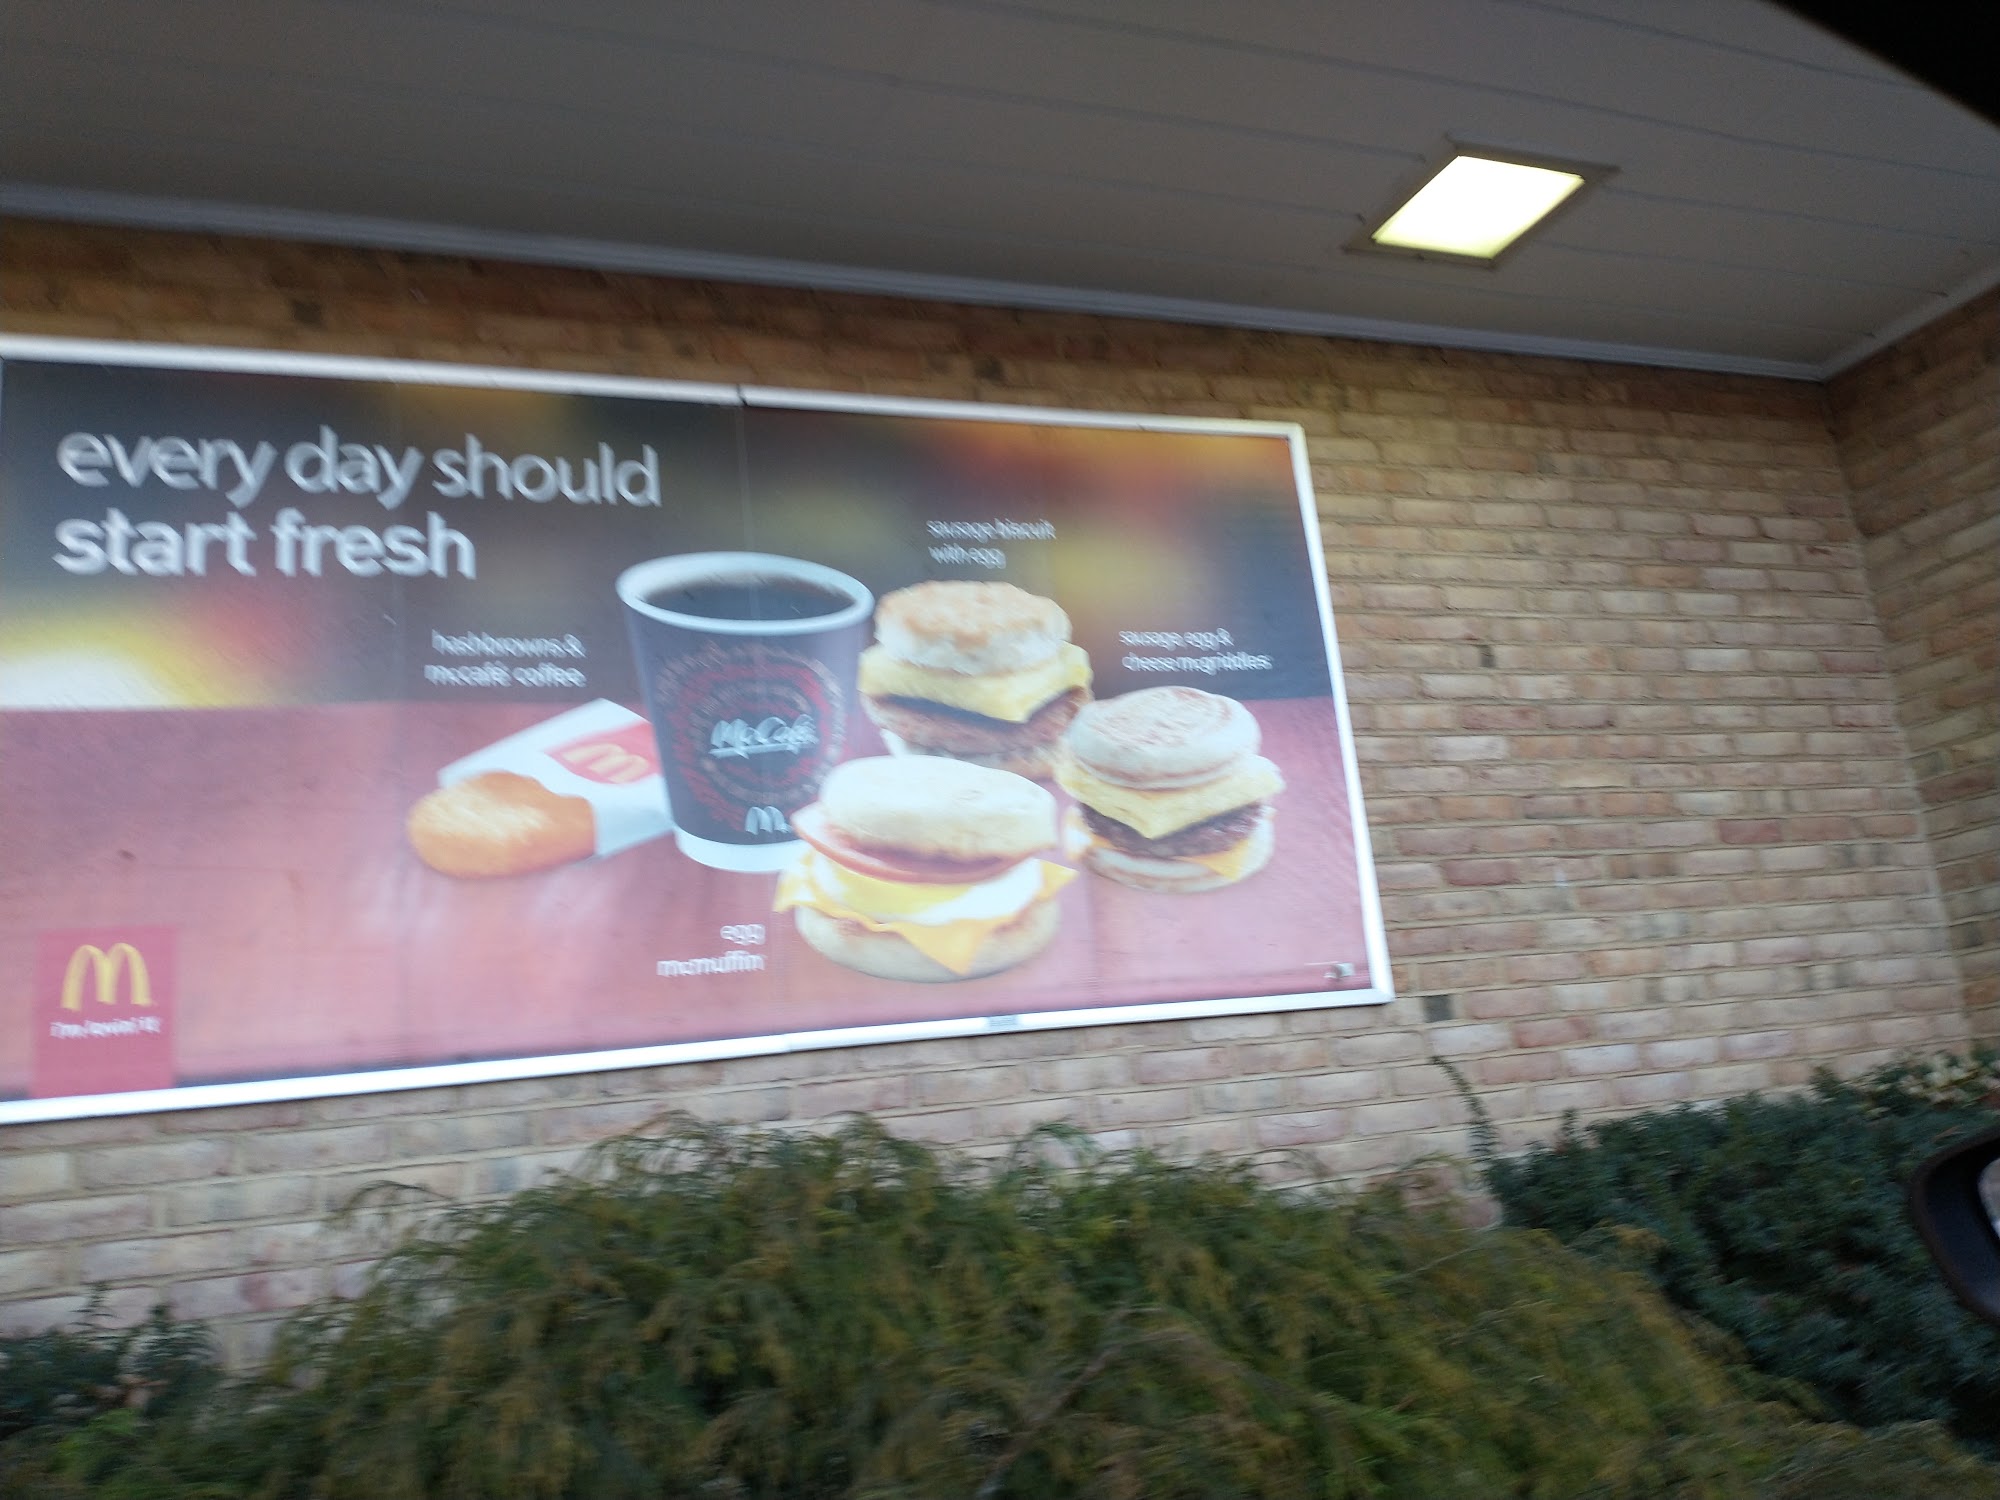 every day should
start fresh
sausage biscuit
with egg
hashbrowns &
mccafé coffee
sausage, egg &
cheese mcgriddles
McCafé
egg
mcmuffin
i'm lovin' it